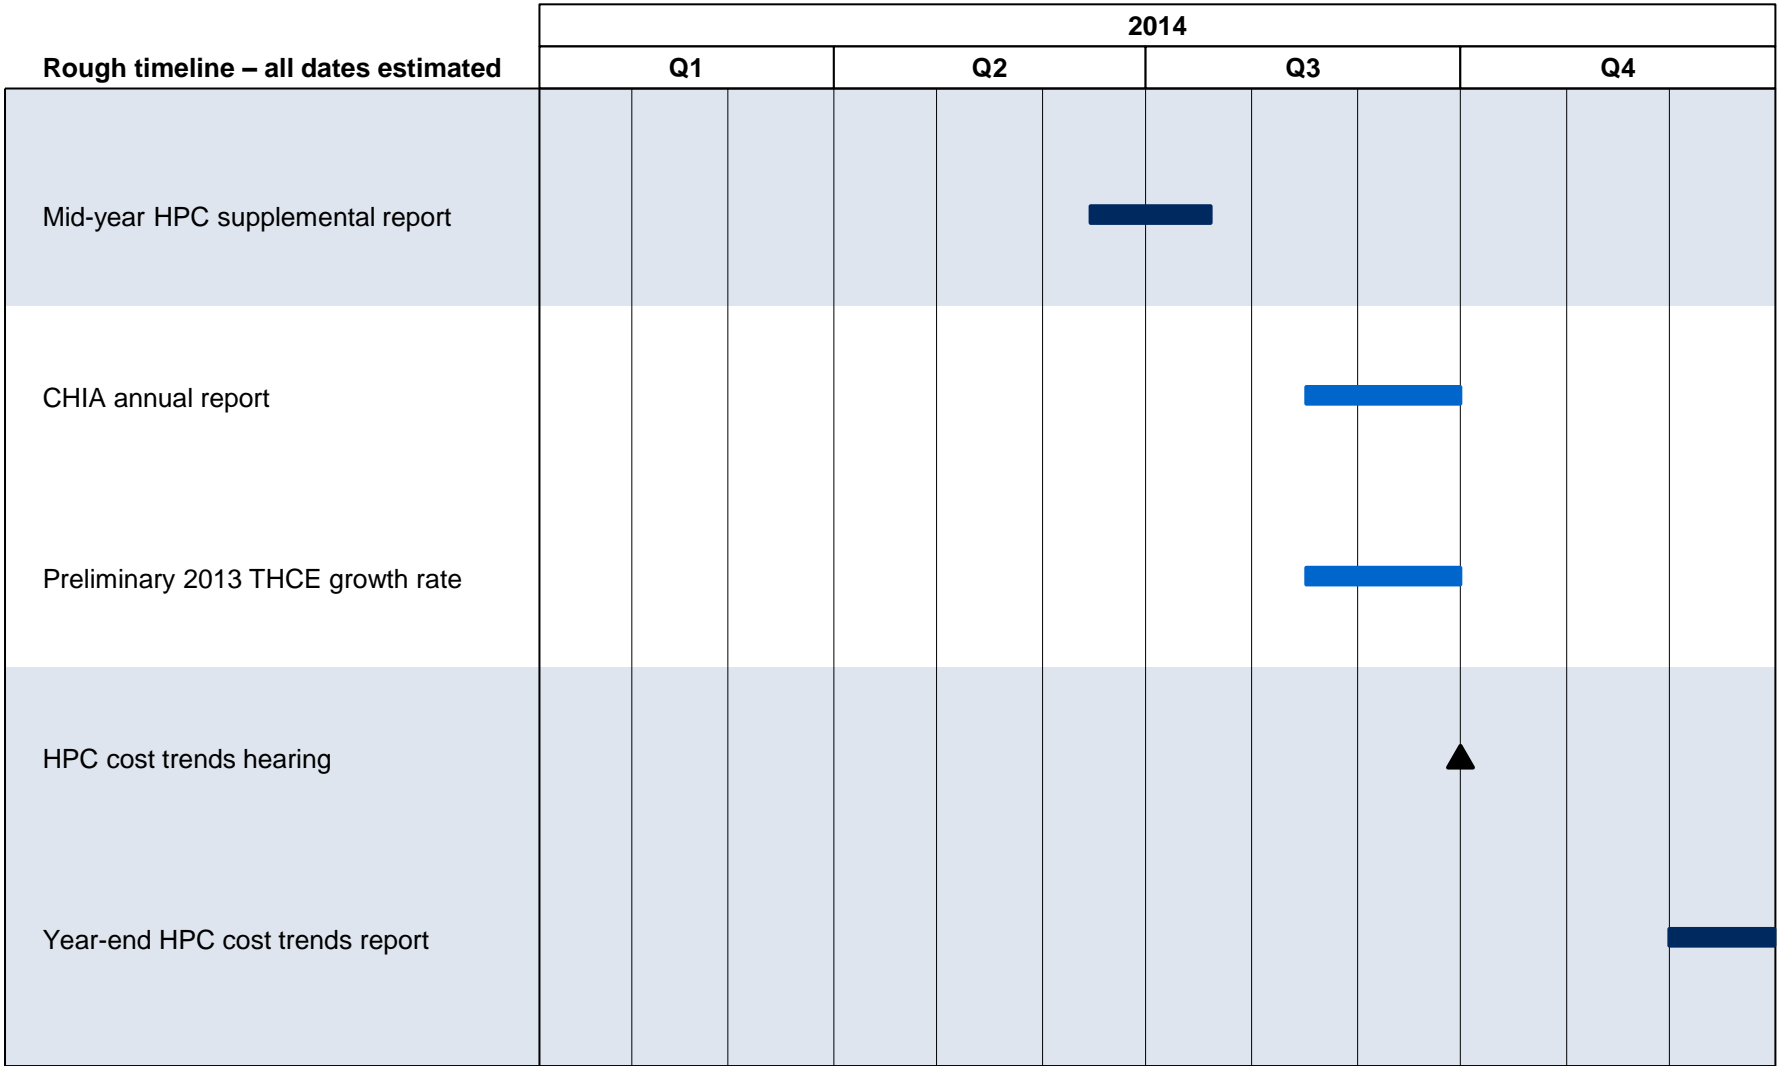 2014
Rough timeline – all dates estimated
Q1
Q2
Q3
Q4
Mid-year HPC supplemental report
CHIA annual report
Preliminary 2013 THCE growth rate
HPC cost trends hearing
Year-end HPC cost trends report